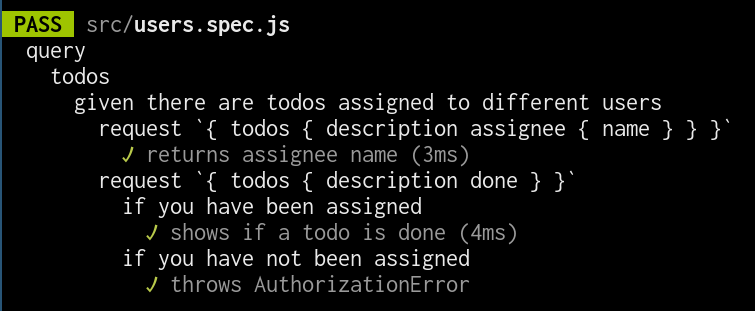 PASS src/users.spec.js
query
todos
given there are todos assigned to different users
request `{ todos { description assignee { name } } }`
✓ returns assignee name (3ms)
request `{ todos { description done } }`
if you have been assigned
✓ shows if a todo is done (4ms)
if you have not been assigned
✓ throws AuthorizationError